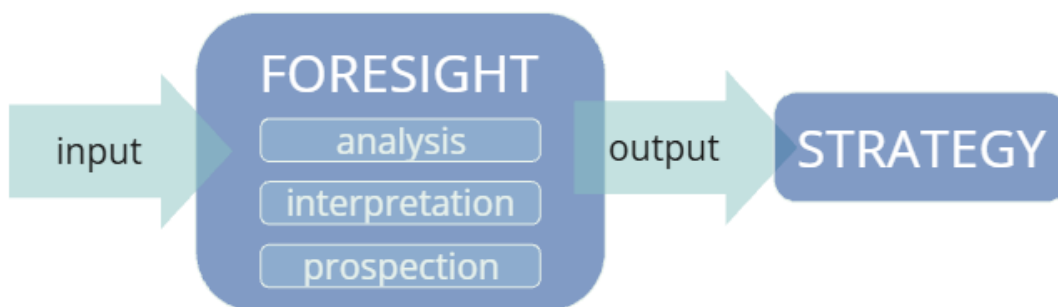 input
FORESIGHT
analysis
interpretation
prospection
output
STRATEGY